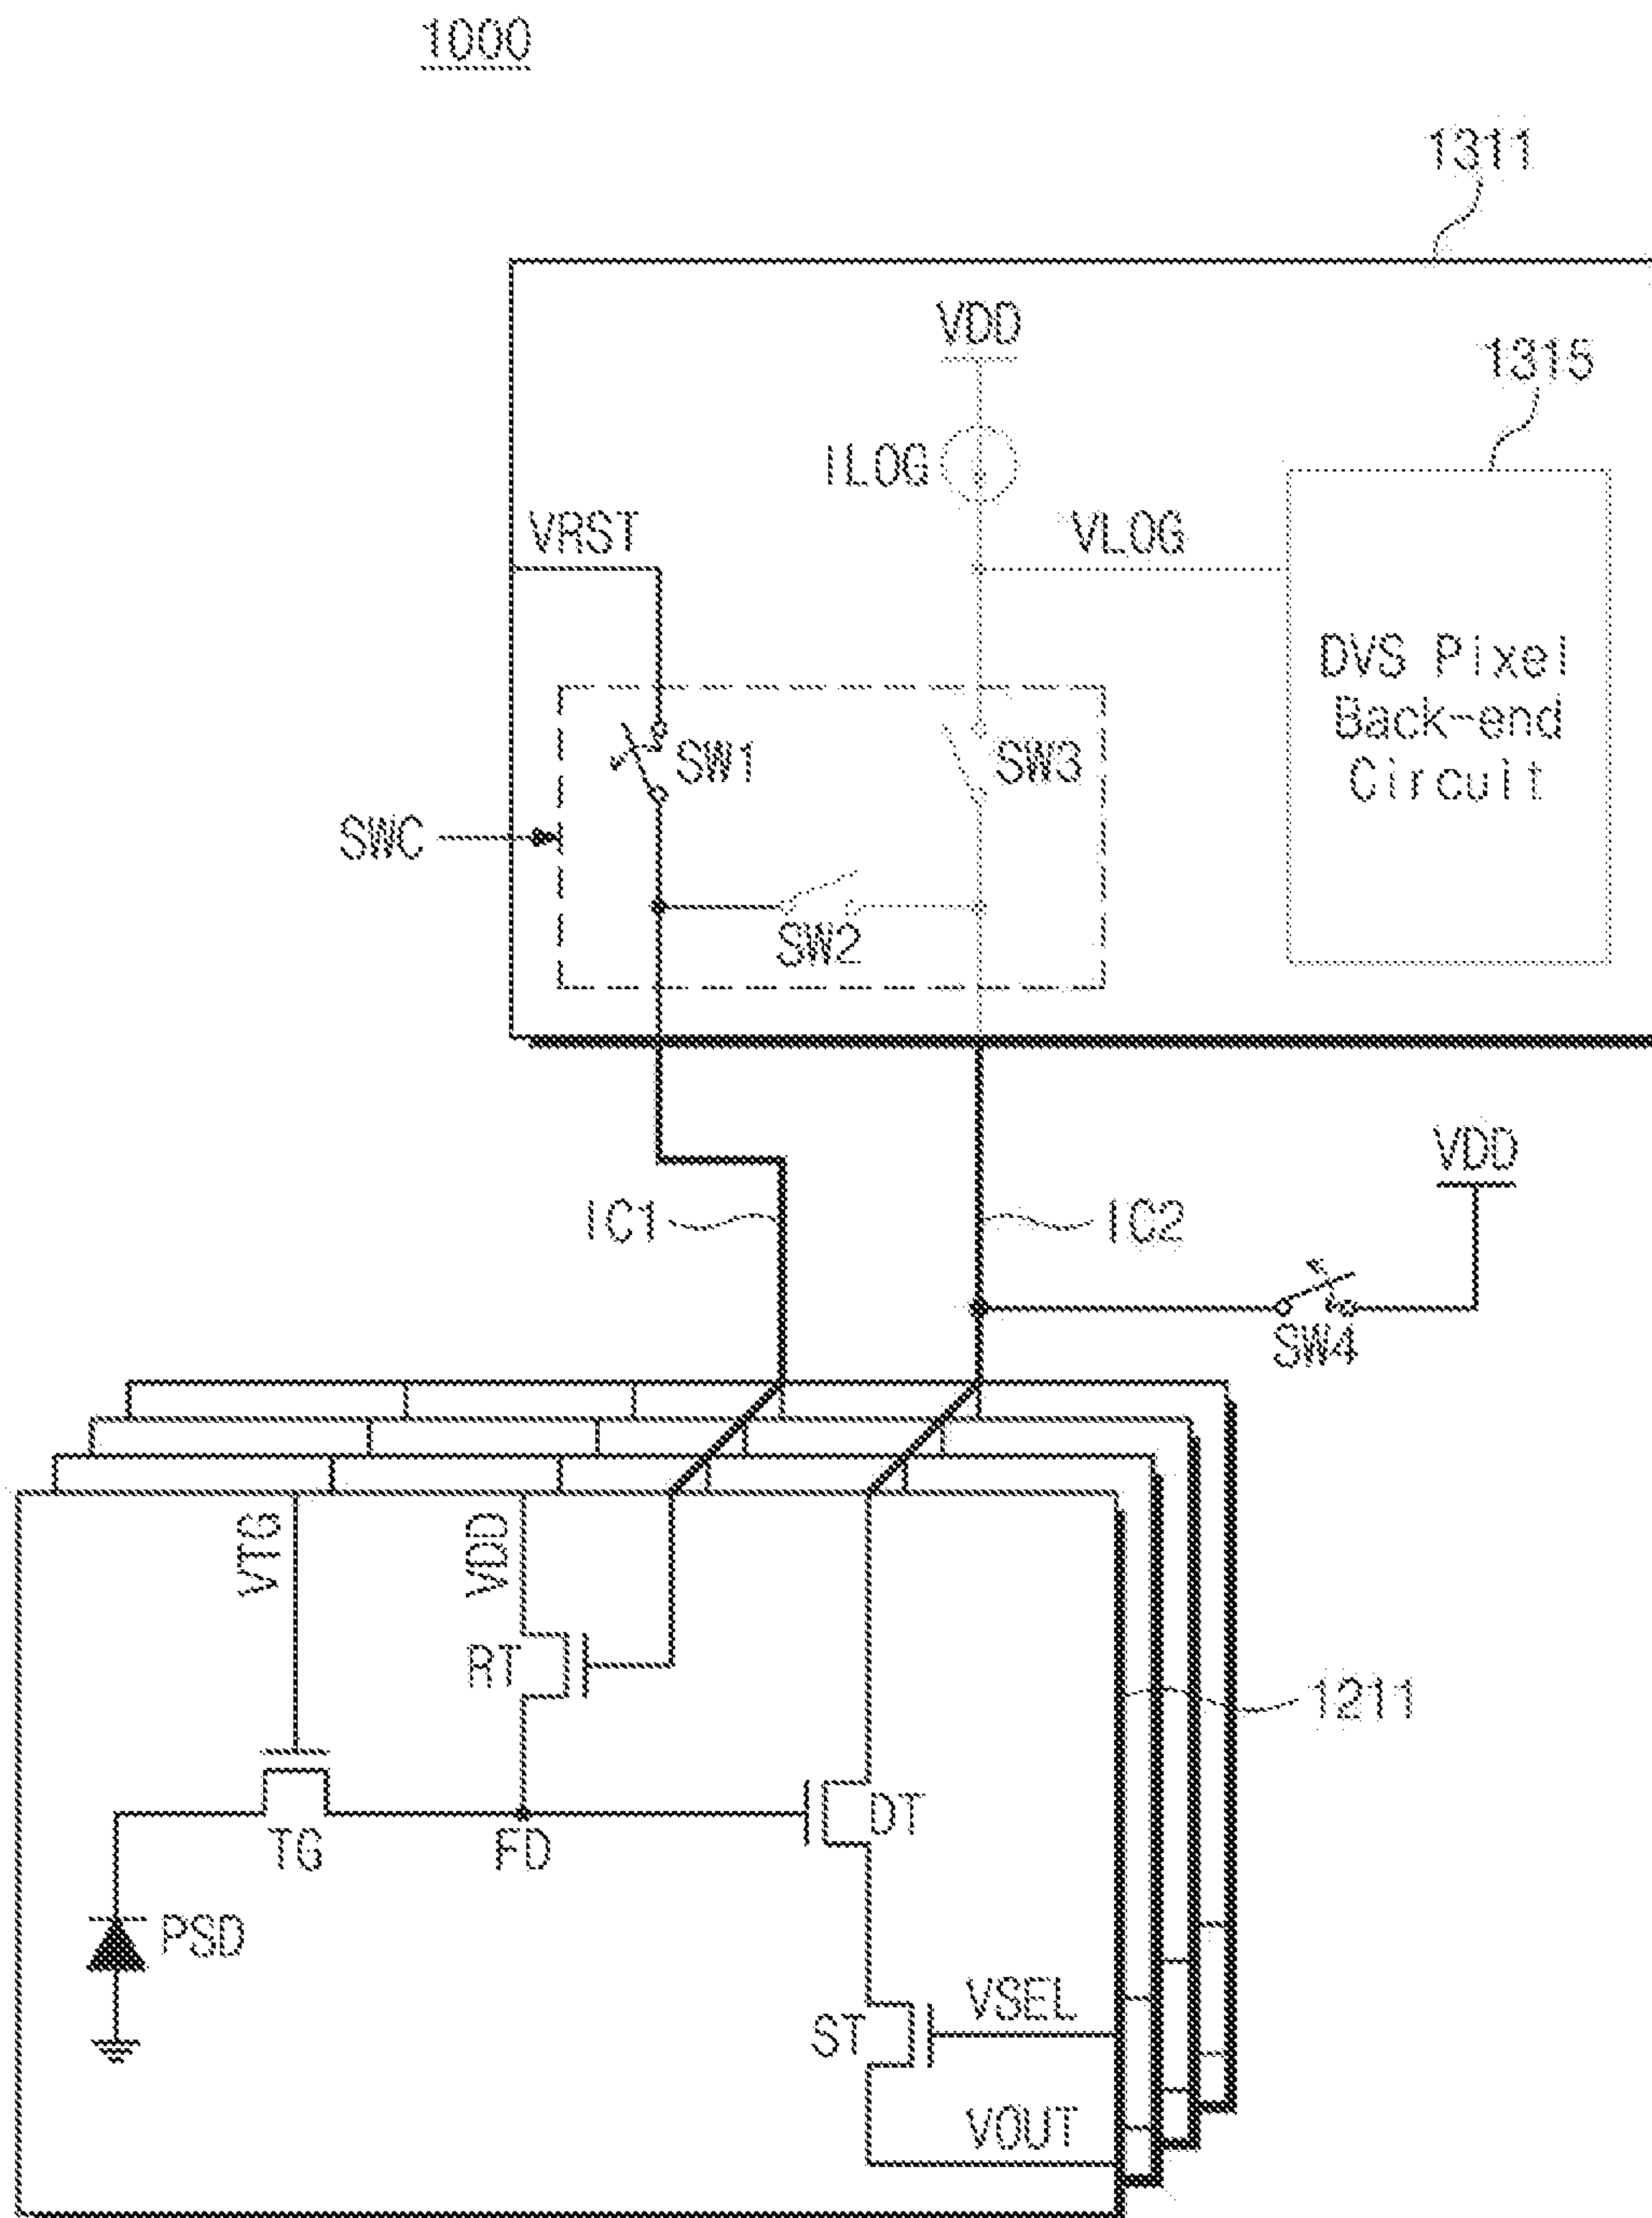 1000
1311
VDD
1315
ILOG
VRST
VLOG
DVS Pixel
Back-end
Circuit
SW1
SW3
SWC
SW2
VDD
IC1
IC2
SW4
VTG
VDD
RT
1211
DT
TG
FD
PSD
VSEL
ST
VOUT